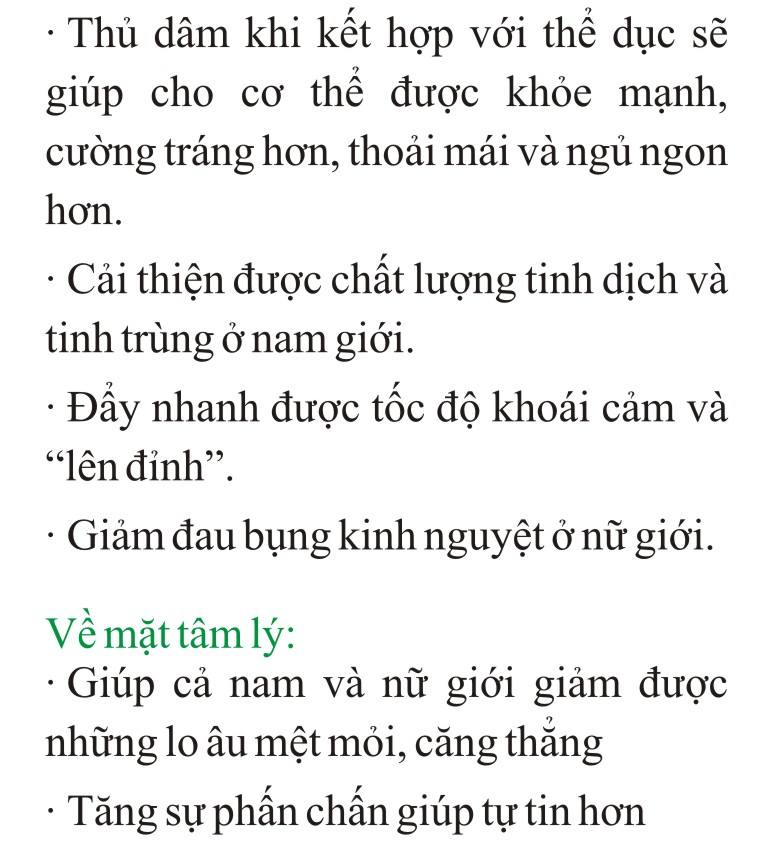 · Thủ dâm khi kết hợp với thể dục sẽ
giúp cho cơ thể được khỏe mạnh,
cường tráng hơn, thoải mái và ngủ ngon
hơn.
· Cải thiện được chất lượng tinh dịch và
tinh trùng ở nam giới.
· Đẩy nhanh được tốc độ khoái cảm và
“lên đỉnh”.
· Giảm đau bụng kinh nguyệt ở nữ giới.
Về mặt tâm lý:
· Giúp cả nam và nữ giới giảm được
những lo âu mệt mỏi, căng thẳng
· Tăng sự phấn chấn giúp tự tin hơn